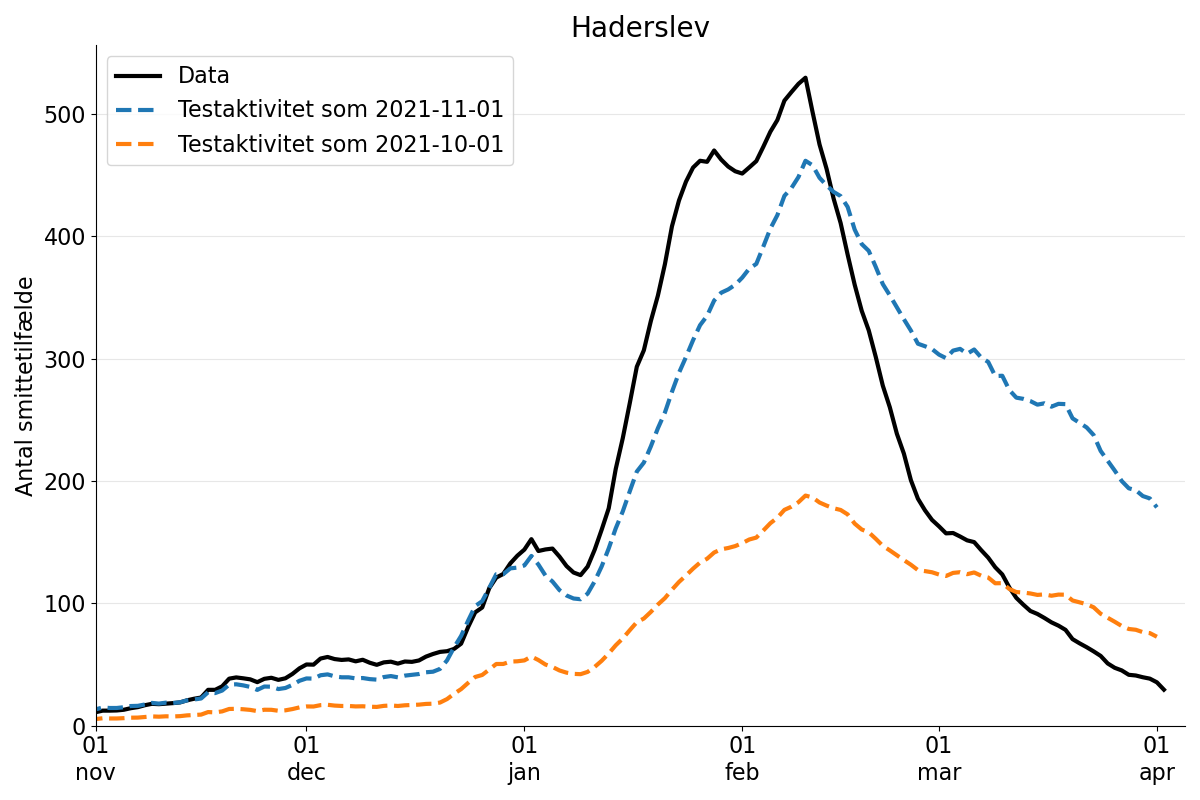 Haderslev
Data
Testaktivitet som 2021-11-01
Testaktivitet som 2021-10-01
Antal smittetilfælde
500
400
300
200
100
0
01 01 01 01 01 01
nov dec jan feb mar apr